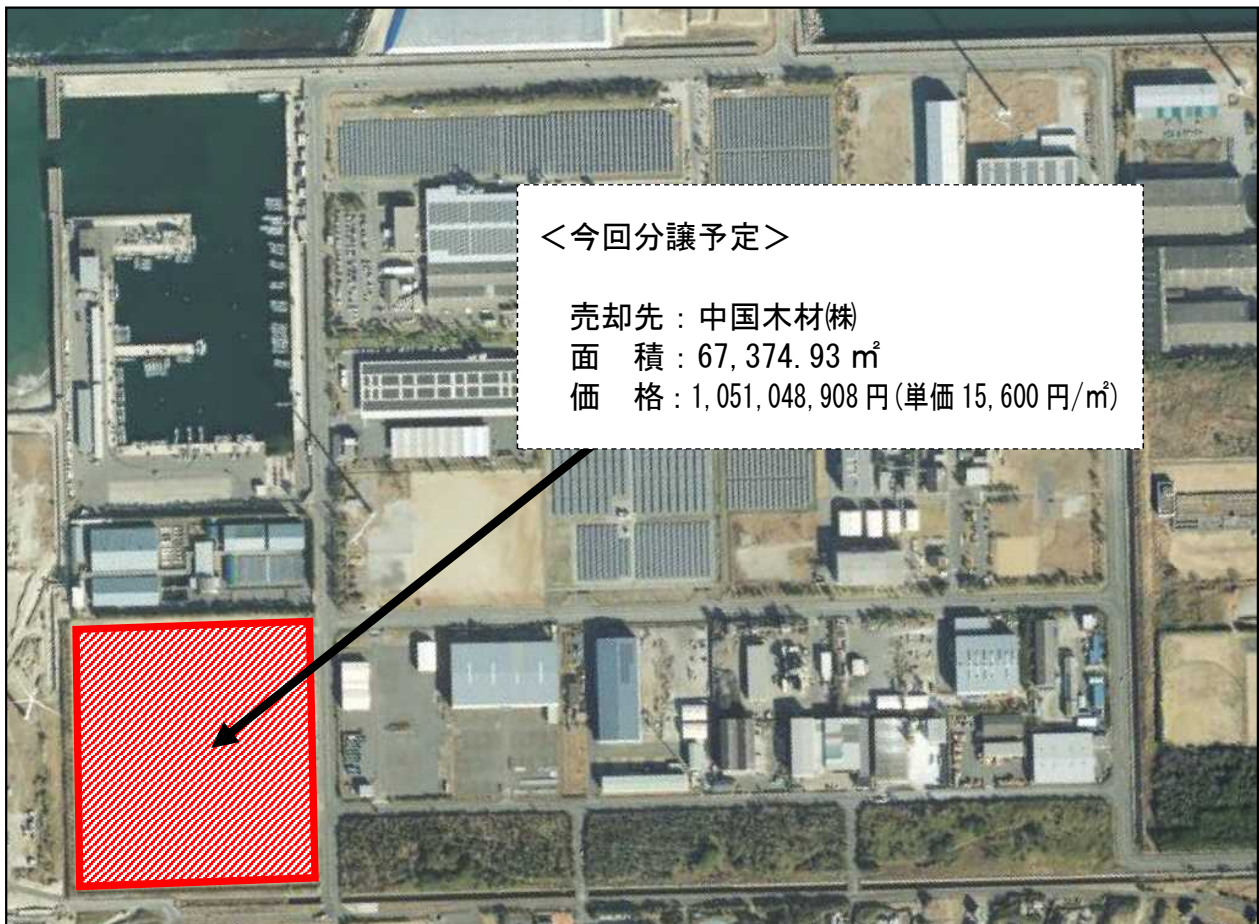 ＜今回分譲予定＞
売却先：中国木材㈱
面　積：67,374.93 ㎡
価　格：1,051,048,908 円(単価 15,600 円/㎡)